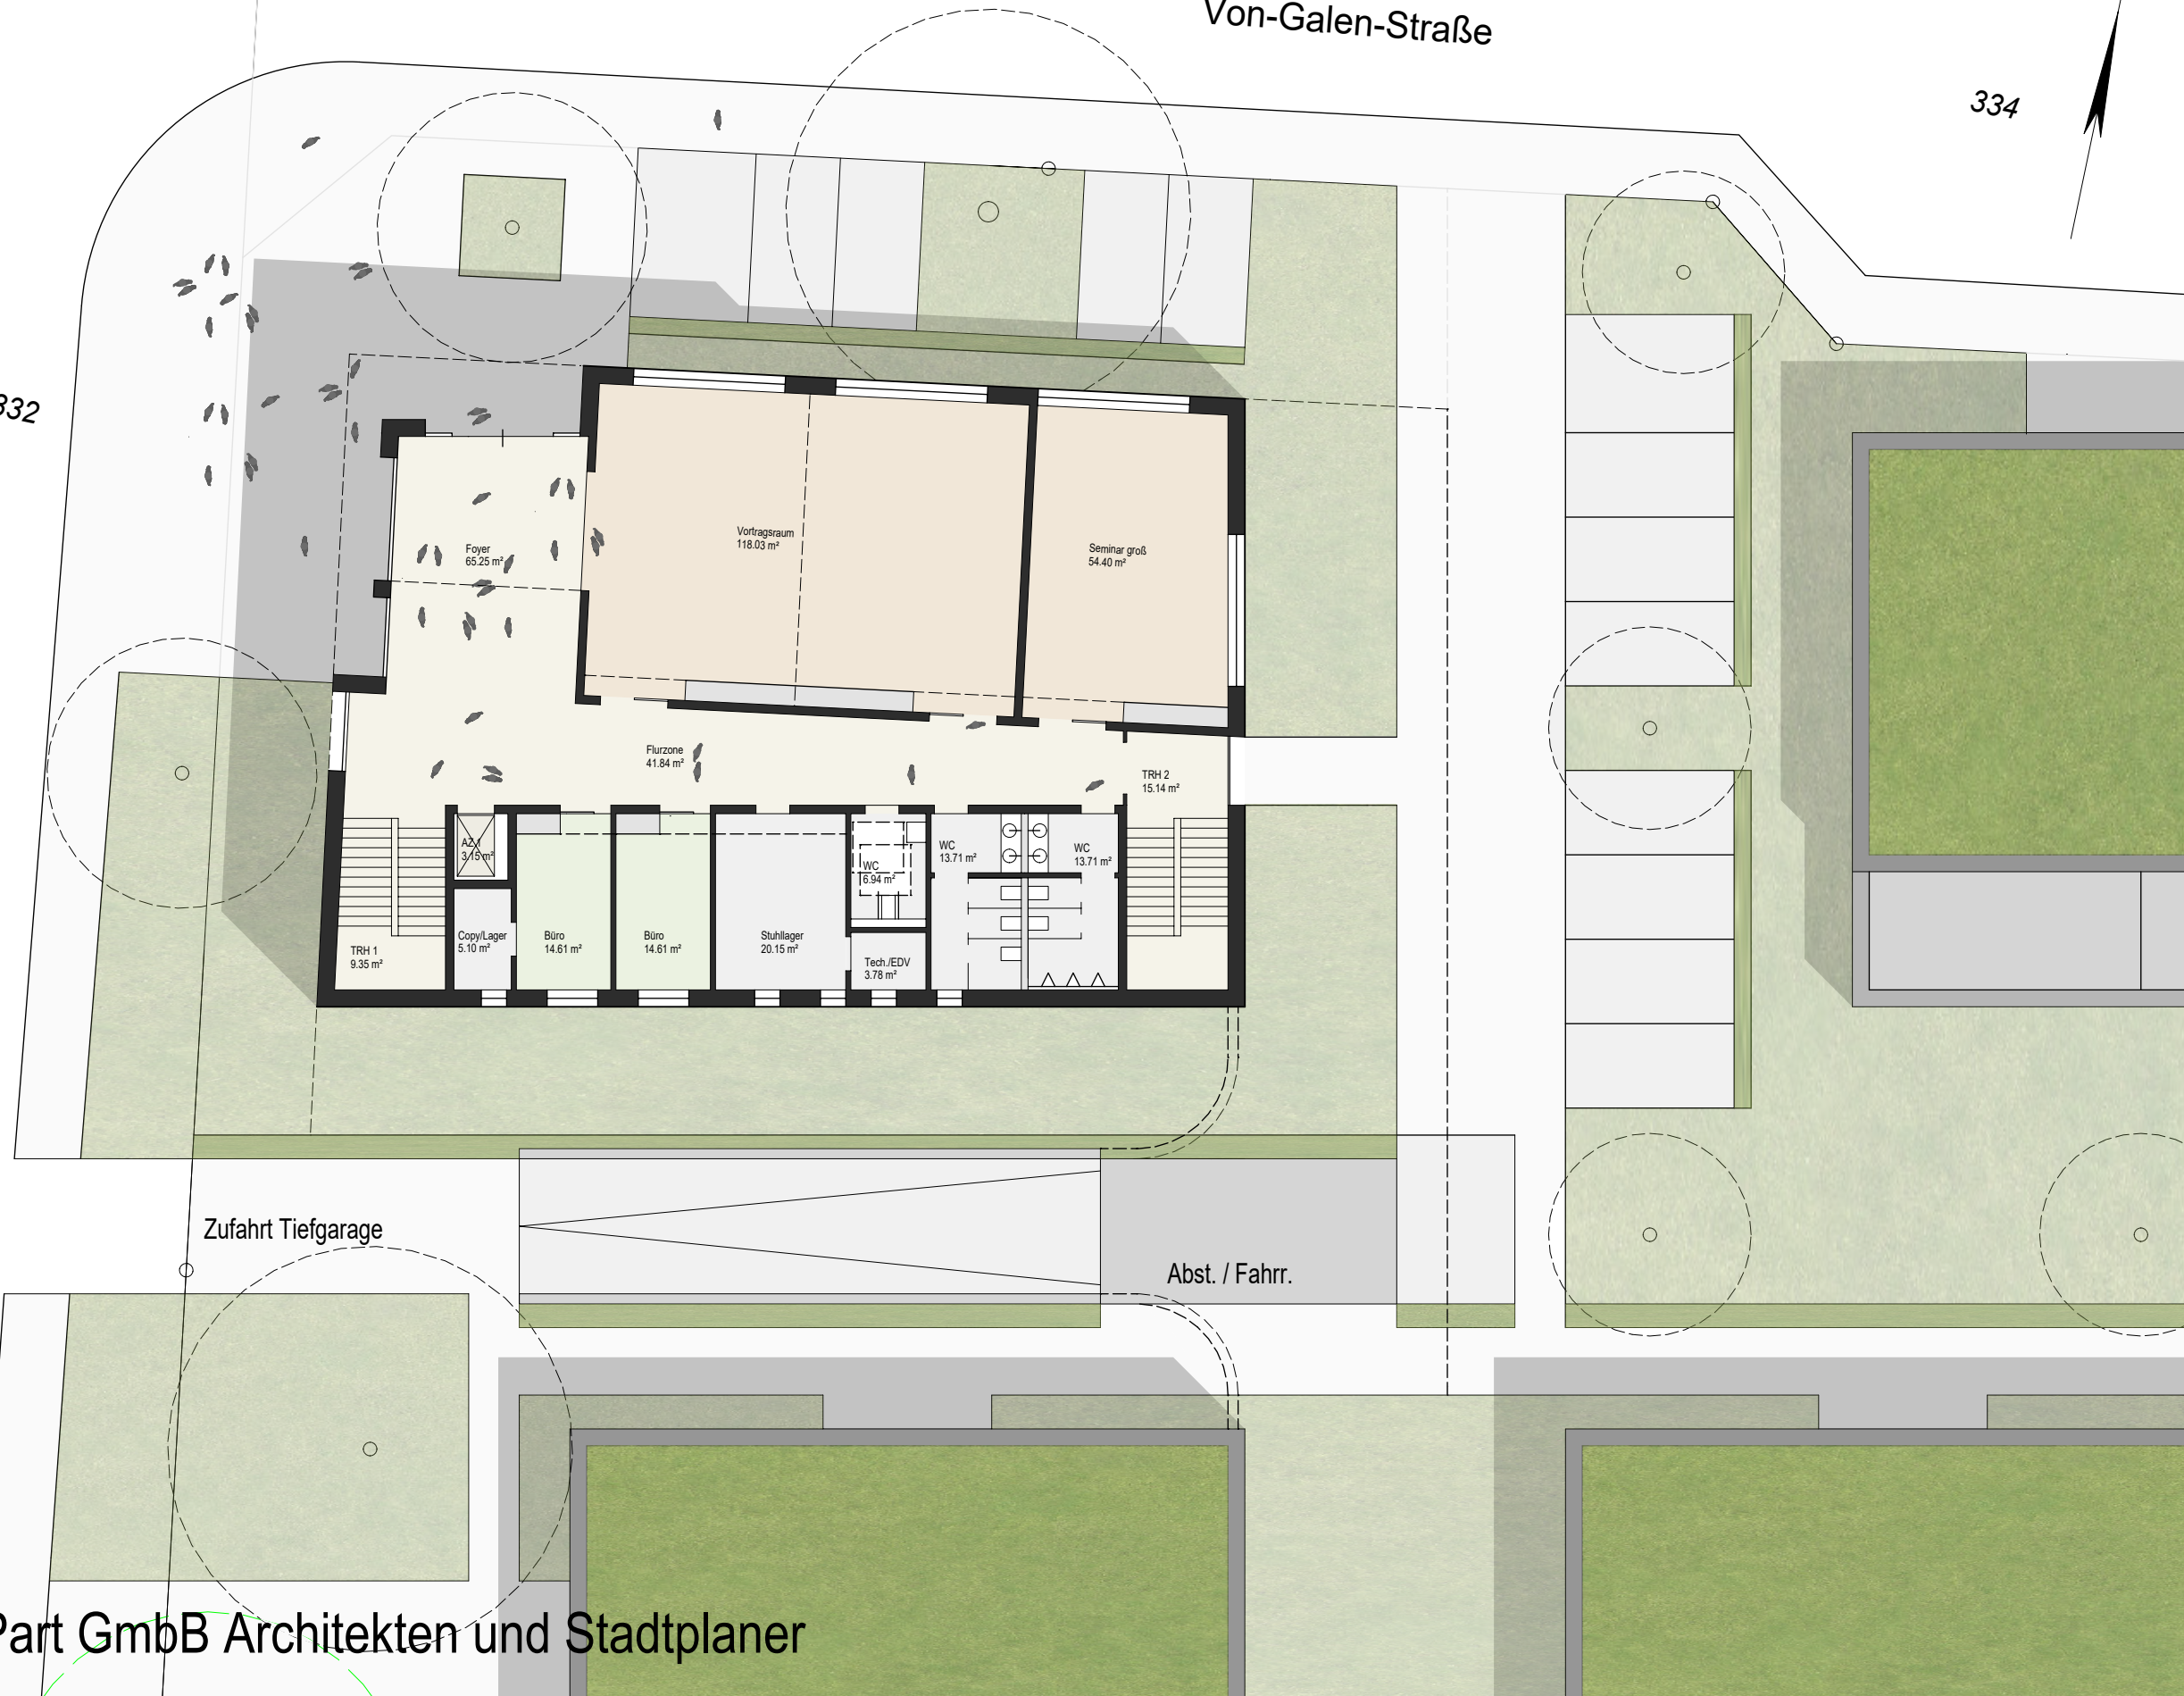 Von-Galen-Straße
334
332
Foyer
65.25 m²
Vortragsraum
118.03 m²
Seminar groß
54.40 m²
Flurzone
41.84 m²
TRH 2
15.14 m²
AZ 1
3.15 m²
WC
6.94 m²
WC
13.71 m²
WC
13.71 m²
TRH 1
9.35 m²
Copy/Lager
5.10 m²
Büro
14.61 m²
Büro
14.61 m²
Stuhllager
20.15 m²
Tech./EDV
3.78 m²
Zufahrt Tiefgarage
Abst. / Fahrr.
Part GmbB Architekten und Stadtplaner